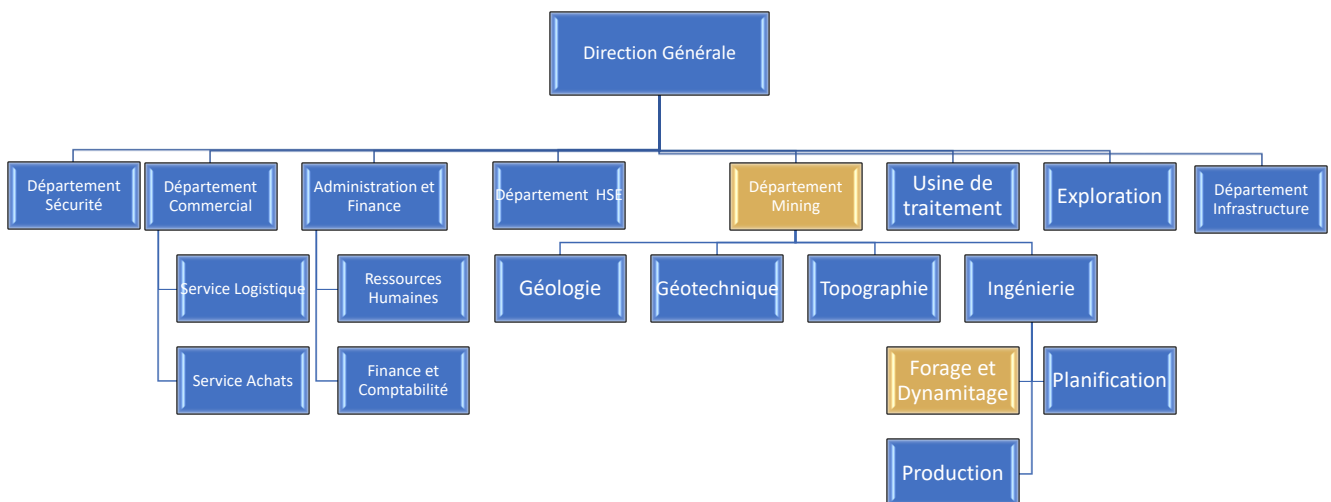 Direction Générale
Département
Sécurité
Département
Commercial
Administration et
Finance
Département HSE
Département
Mining
Usine de
traitement
Exploration
Département
Infrastructure
Service Logistique
Ressources
Humaines
Géologie
Géotechnique
Topographie
Ingénierie
Service Achats
Finance et
Comptabilité
Forage et
Dynamitage
Planification
Production